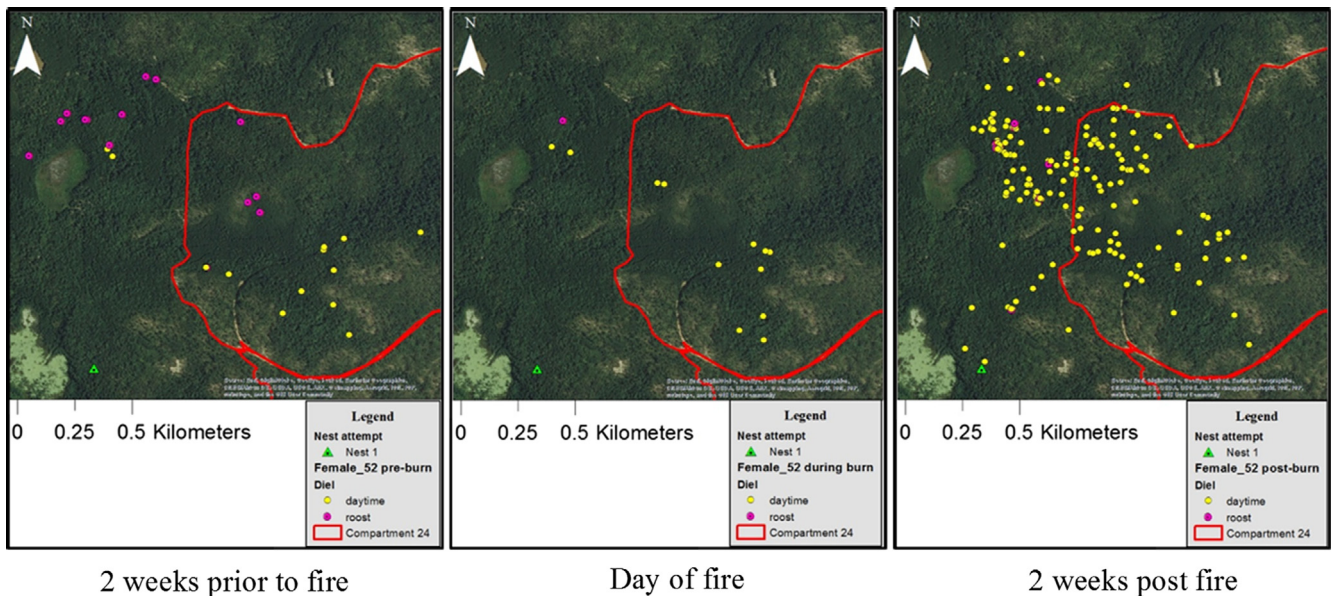 N
0 0.25 0.5 Kilometers
Legend
Nest attempt
Nest 1
Female_52 pre-burn
Diel
daytime
roost
Compartment 24
2 weeks prior to fire
N
0 0.25 0.5 Kilometers
Legend
Nest attempt
Nest 1
Female_52 during burn
Diel
daytime
roost
Compartment 24
Day of fire
N
0 0.25 0.5 Kilometers
Legend
Nest attempt
Nest 1
Female_52 post-burn
Diel
daytime
roost
Compartment 24
2 weeks post fire